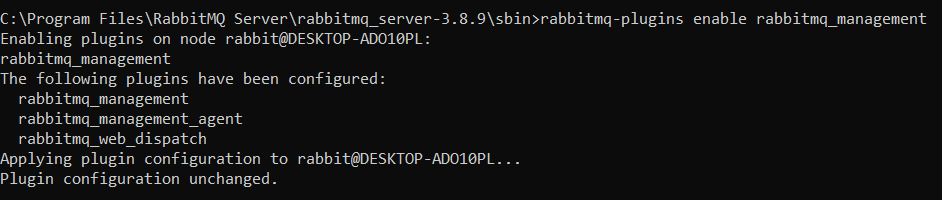 C:\Program Files\RabbitMQ Server\rabbitmq_server-3.8.9\sbin>rabbitmq-plugins enable rabbitmq_management
Enabling plugins on node rabbit@DESKTOP-ADO10PL:
rabbitmq_management
The following plugins have been configured:
  rabbitmq_management
  rabbitmq_management_agent
  rabbitmq_web_dispatch
Applying plugin configuration to rabbit@DESKTOP-ADO10PL...
Plugin configuration unchanged.